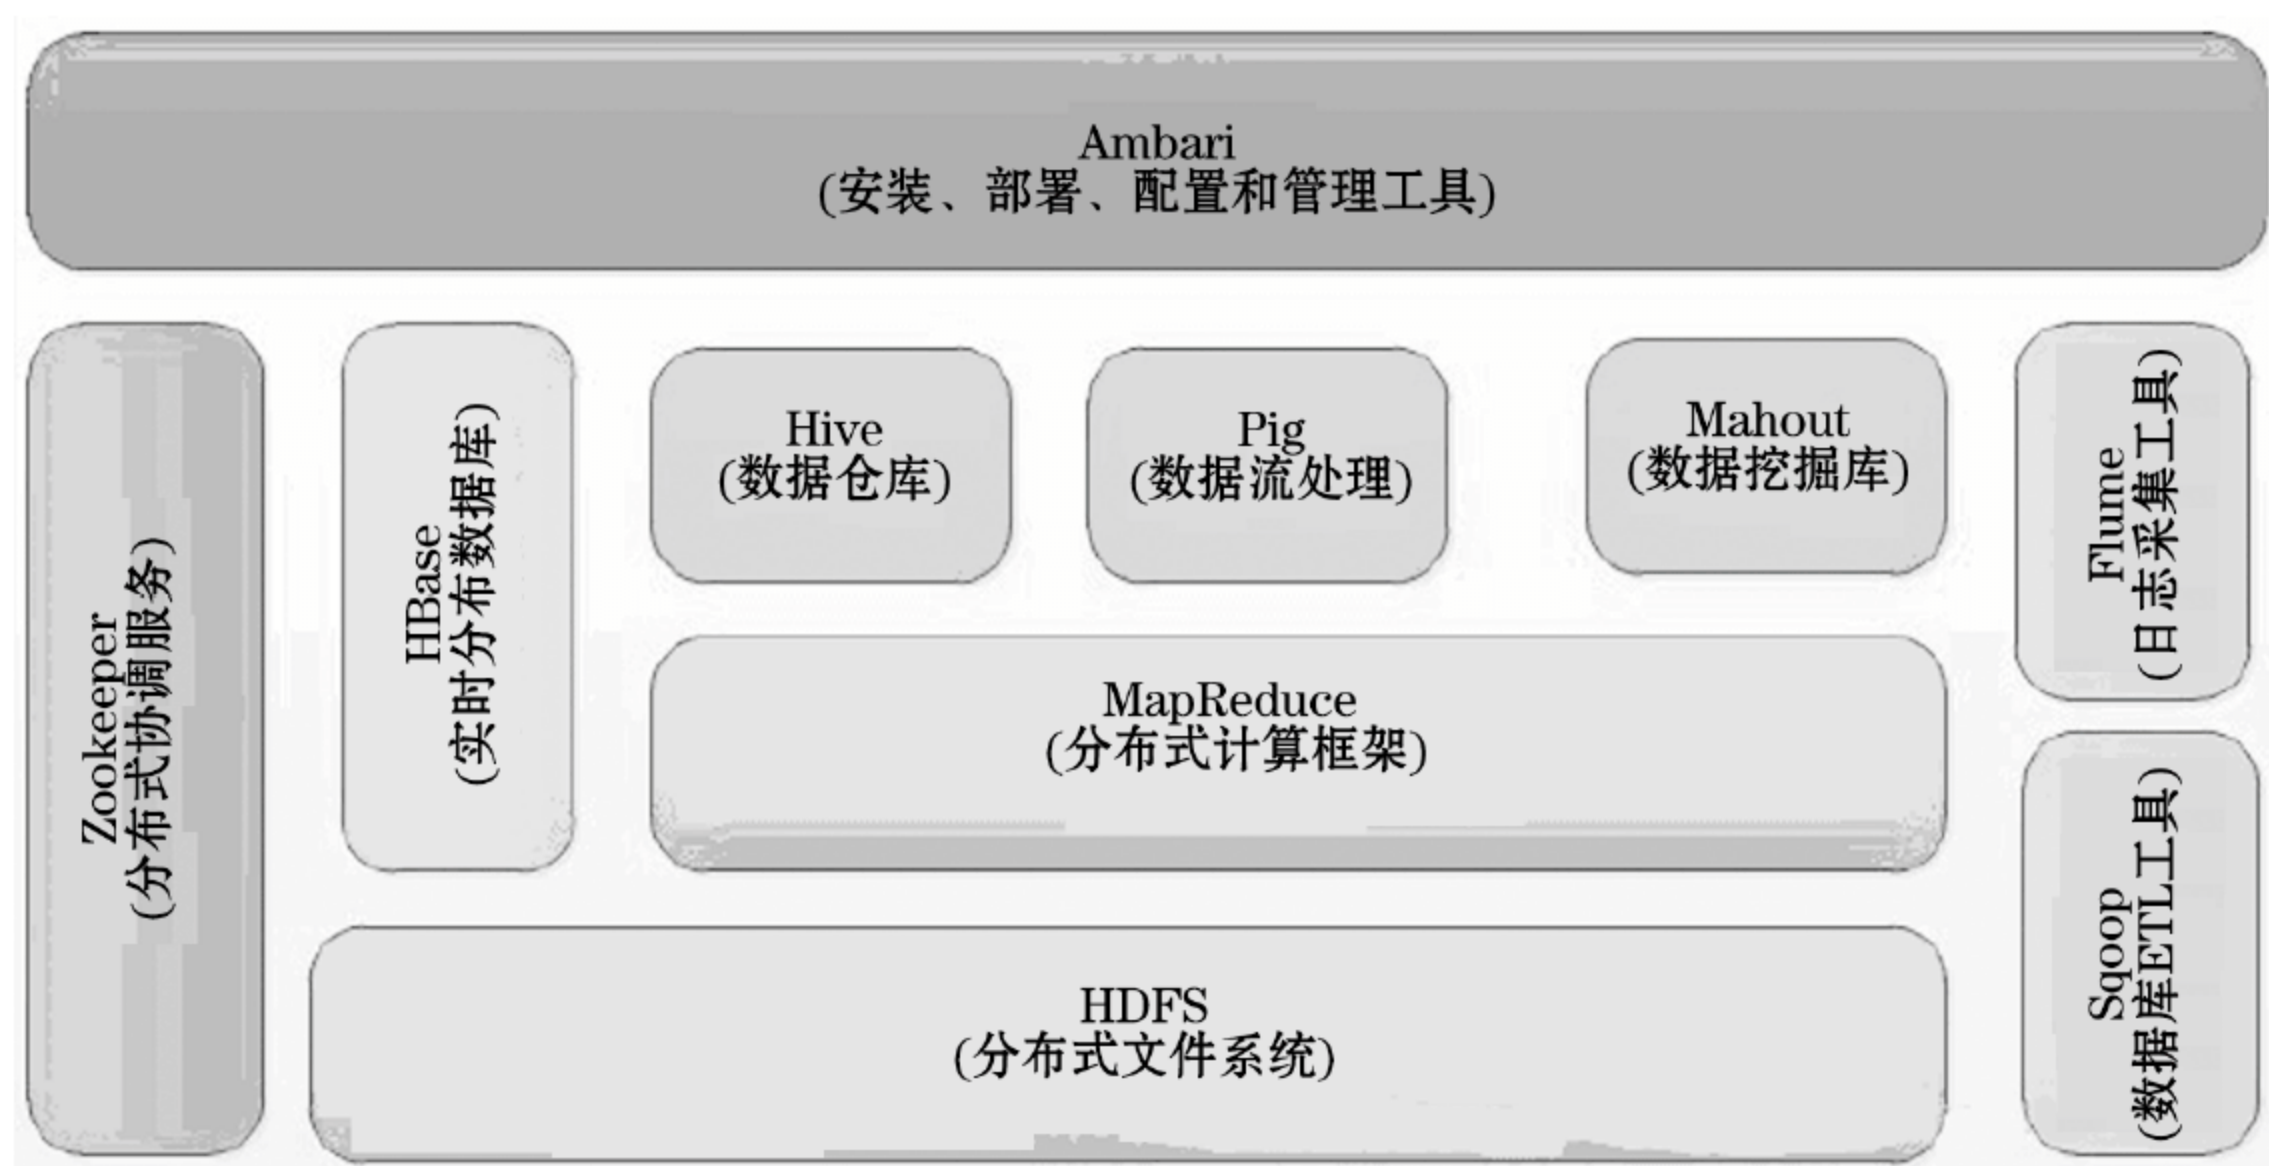 Ambari
(安装、部署、配置和管理工具)
Zookeeper
(分布式协调服务)
HBase
(实时分布数据库)
Hive
(数据仓库)
Pig
(数据流处理)
Mahout
(数据挖掘库)
Flume
(日志采集工具)
MapReduce
(分布式计算框架)
Sqoop
(数据库ETL工具)
HDFS
(分布式文件系统)